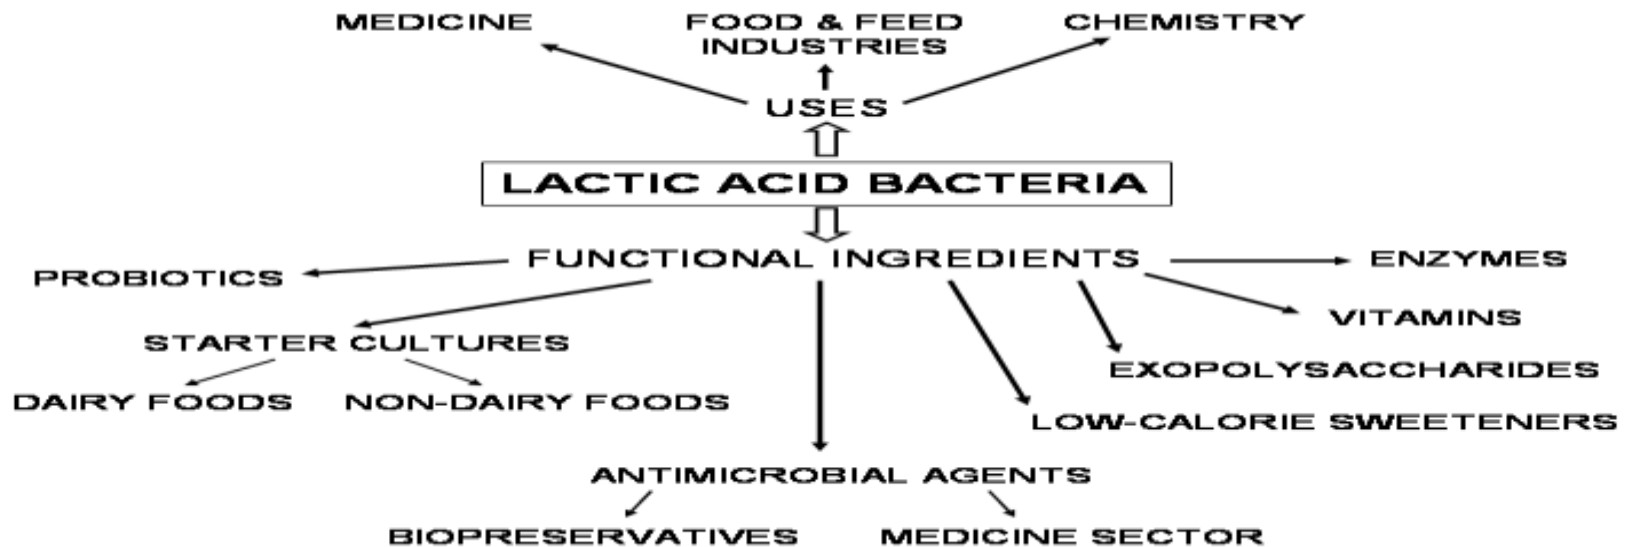 MEDICINE
FOOD & FEED
INDUSTRIES
CHEMISTRY
USES
LACTIC ACID BACTERIA
FUNCTIONAL INGREDIENTS
PROBIOTICS
ENZYMES
VITAMINS
STARTER CULTURES
EXOPOLYSACCHARIDES
DAIRY FOODS
NON-DAIRY FOODS
LOW-CALORIE SWEETENERS
ANTIMICROBIAL AGENTS
BIOPRESERVATIVES
MEDICINE SECTOR